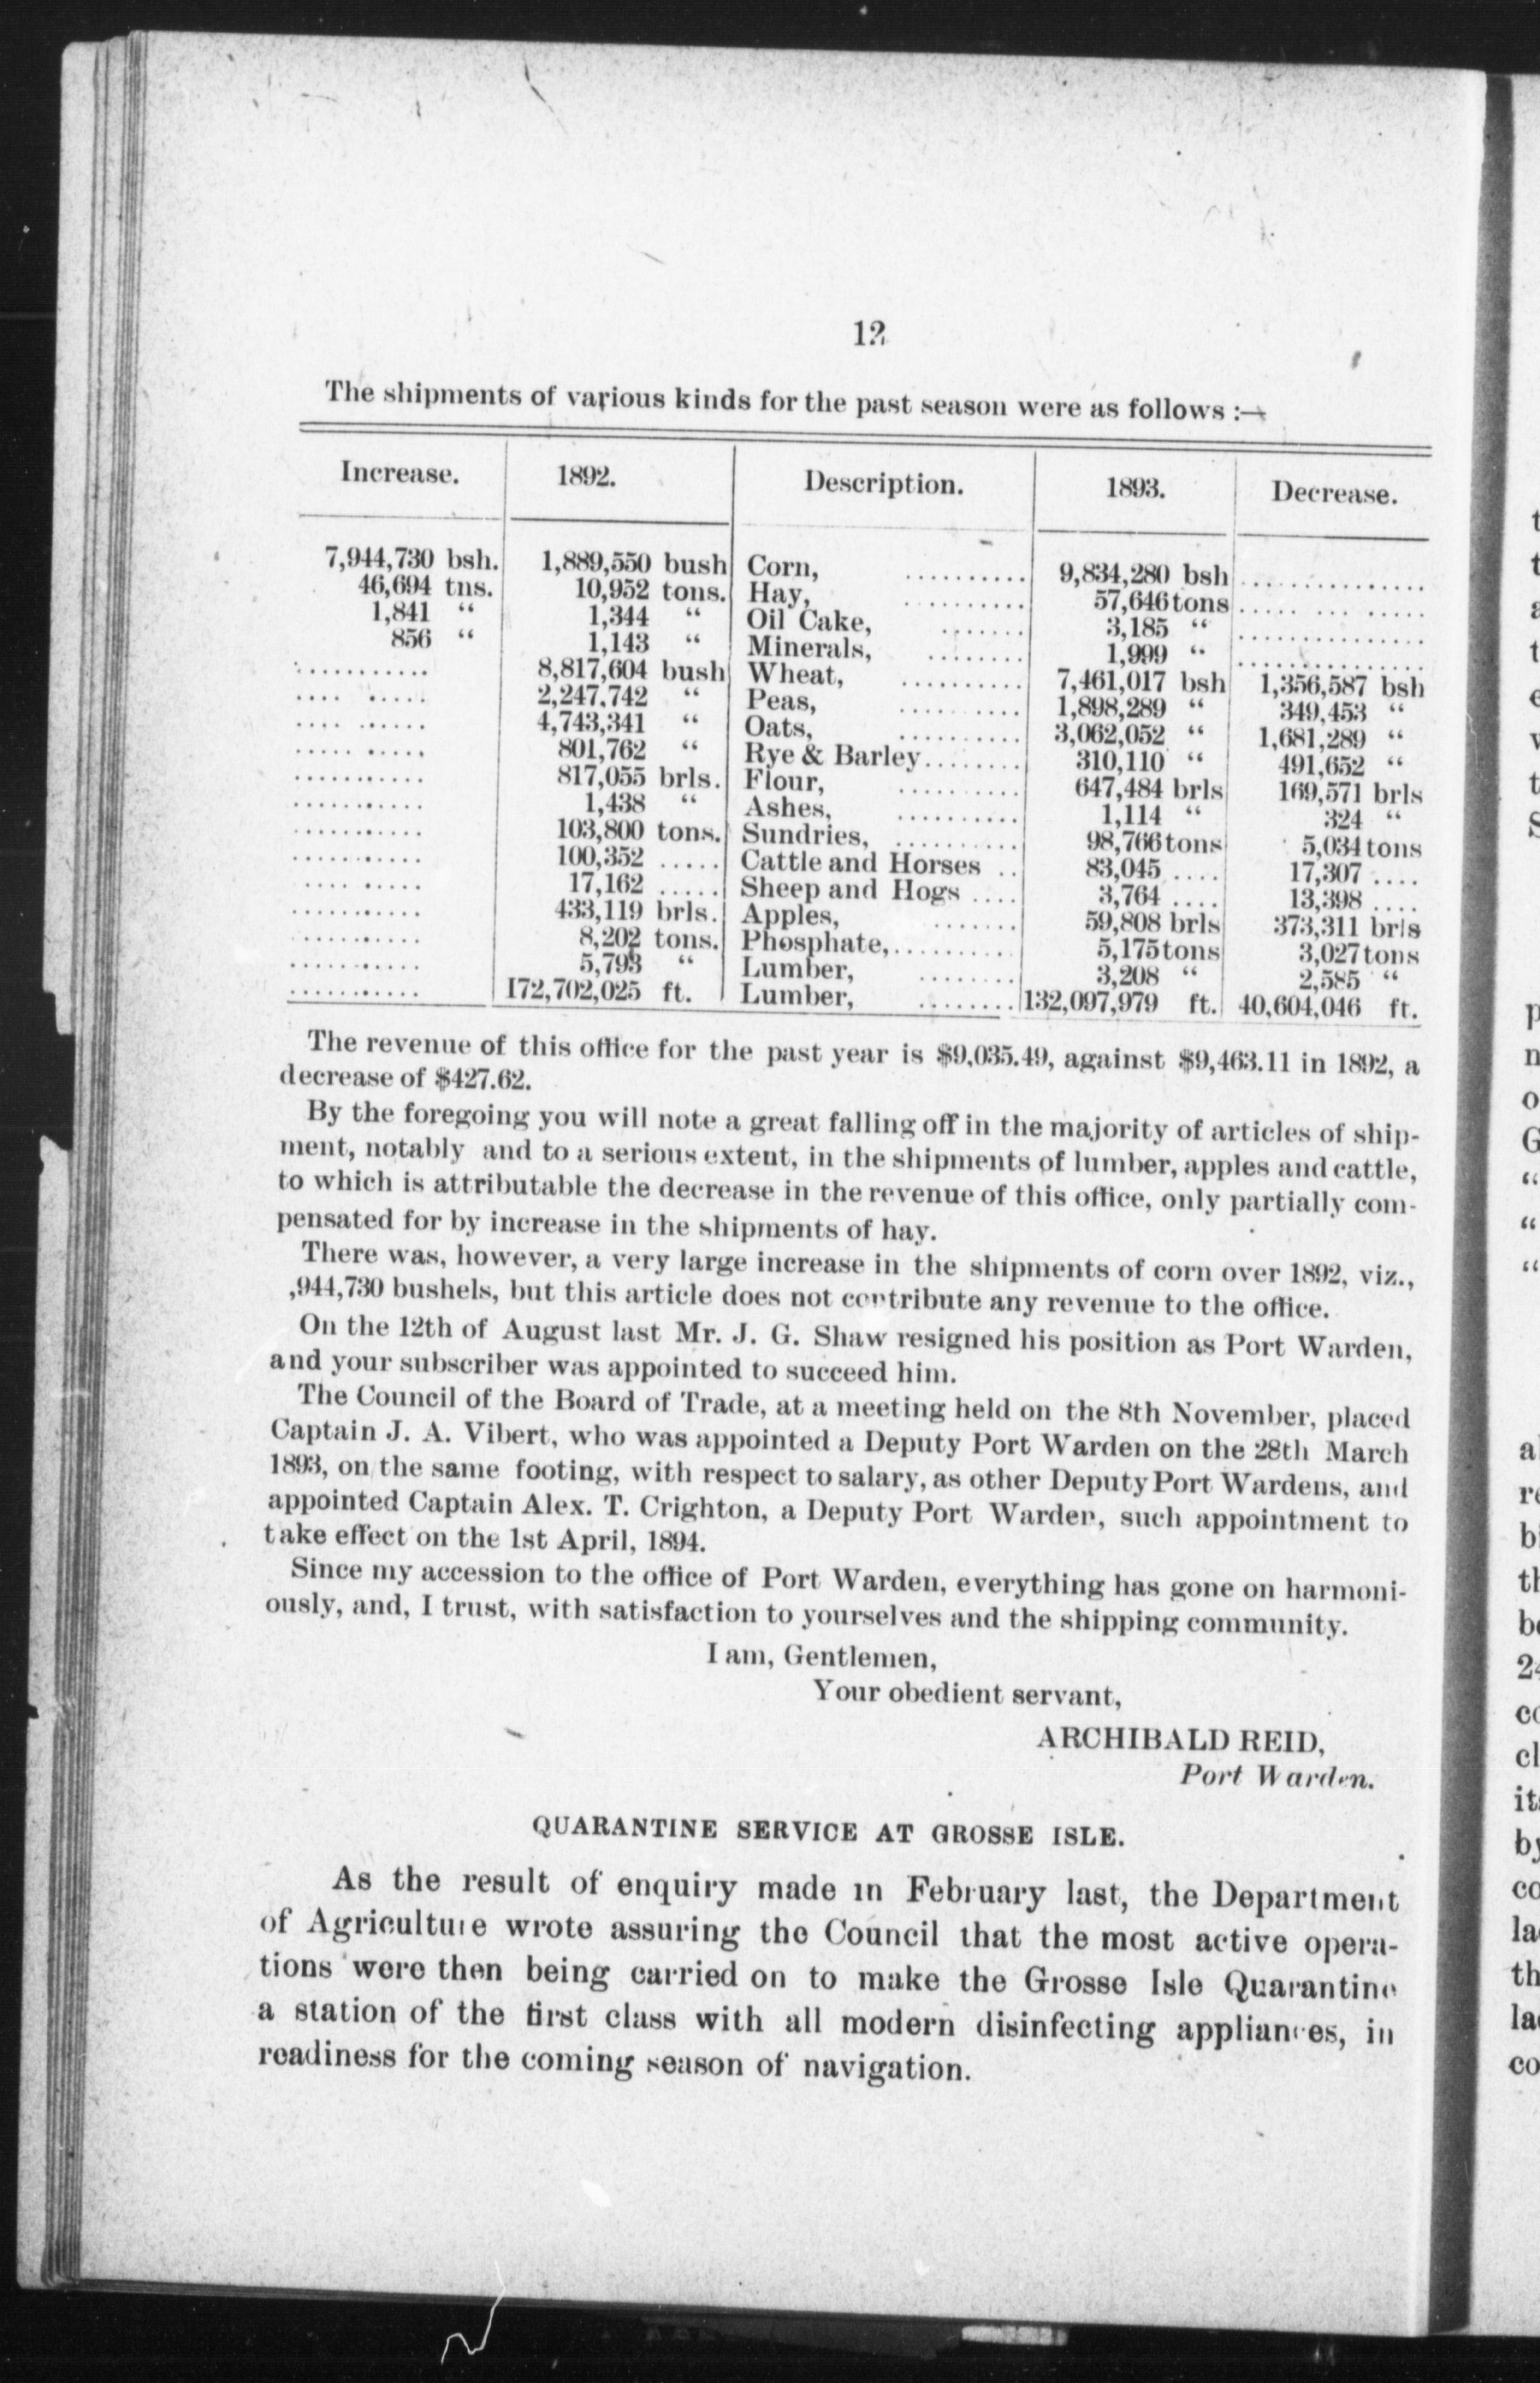 12
The shipments of various kinds for the past season were as follows :—
Increase. 1892. Description. 1893. Decrease.
7,944,730 bsh. 1,889,550 bush Corn, .......... 9,834,280 bsh ...............
46,694 tns. 10,952 tons. Hay, .......... 57,646 tons ...............
1,841 “ 1,344 “ Oil Cake, ....... 3,185 “ ...............
856 “ 1,143 “ Minerals, ........ 1,999 “ ...............
........... 8,817,604 bush Wheat, .......... 7,461,017 bsh 1,356,587 bsh
.... ...... 2,247,742 “ Peas, .......... 1,898,289 “ 349,453 “
.... ...... 4,743,341 “ Oats, .......... 3,062,052 “ 1,681,289 “
..... ..... 801,762 “ Rye & Barley........ 310,110 “ 491,652 “
........... 817,055 brls. Flour, .......... 647,484 brls 169,571 brls
........... 1,438 “ Ashes, .......... 1,114 “ 324 “
........... 103,800 tons. Sundries, .......... 98,766 tons 5,034 tons
........... 100,352 ..... Cattle and Horses .. 83,045 .... 17,307 ....
.... ..... 17,162 ..... Sheep and Hogs .... 3,764 .... 13,398 ....
........... 433,119 brls. Apples, ....... 59,808 brls 373,311 brls
........... 8,202 tons. Phosphate,.......... 5,175 tons 3,027 tons
........... 5,793 “ Lumber, ........ 3,208 “ 2,585 “
........... 172,702,025 ft. Lumber, ........ 132,097,979 ft. 40,604,046 ft.
The revenue of this office for the past year is $9,035.49, against $9,463.11 in 1892, a
decrease of $427.62.
By the foregoing you will note a great falling off in the majority of articles of ship-
ment, notably and to a serious extent, in the shipments of lumber, apples and cattle,
to which is attributable the decrease in the revenue of this office, only partially com-
pensated for by increase in the shipments of hay.
There was, however, a very large increase in the shipments of corn over 1892, viz.,
,944,730 bushels, but this article does not contribute any revenue to the office.
On the 12th of August last Mr. J. G. Shaw resigned his position as Port Warden,
and your subscriber was appointed to succeed him.
The Council of the Board of Trade, at a meeting held on the 8th November, placed
Captain J. A. Vibert, who was appointed a Deputy Port Warden on the 28th March
1893, on the same footing, with respect to salary, as other Deputy Port Wardens, and
appointed Captain Alex. T. Crighton, a Deputy Port Warden, such appointment to
take effect on the 1st April, 1894.
Since my accession to the office of Port Warden, everything has gone on harmoni-
ously, and, I trust, with satisfaction to yourselves and the shipping community.
I am, Gentlemen,
Your obedient servant,
ARCHIBALD REID,
Port Warden.
QUARANTINE SERVICE AT GROSSE ISLE.
As the result of enquiry made in February last, the Department
of Agriculture wrote assuring the Council that the most active opera-
tions were then being carried on to make the Grosse Isle Quarantine
a station of the first class with all modern disinfecting appliances, in
readiness for the coming season of navigation.